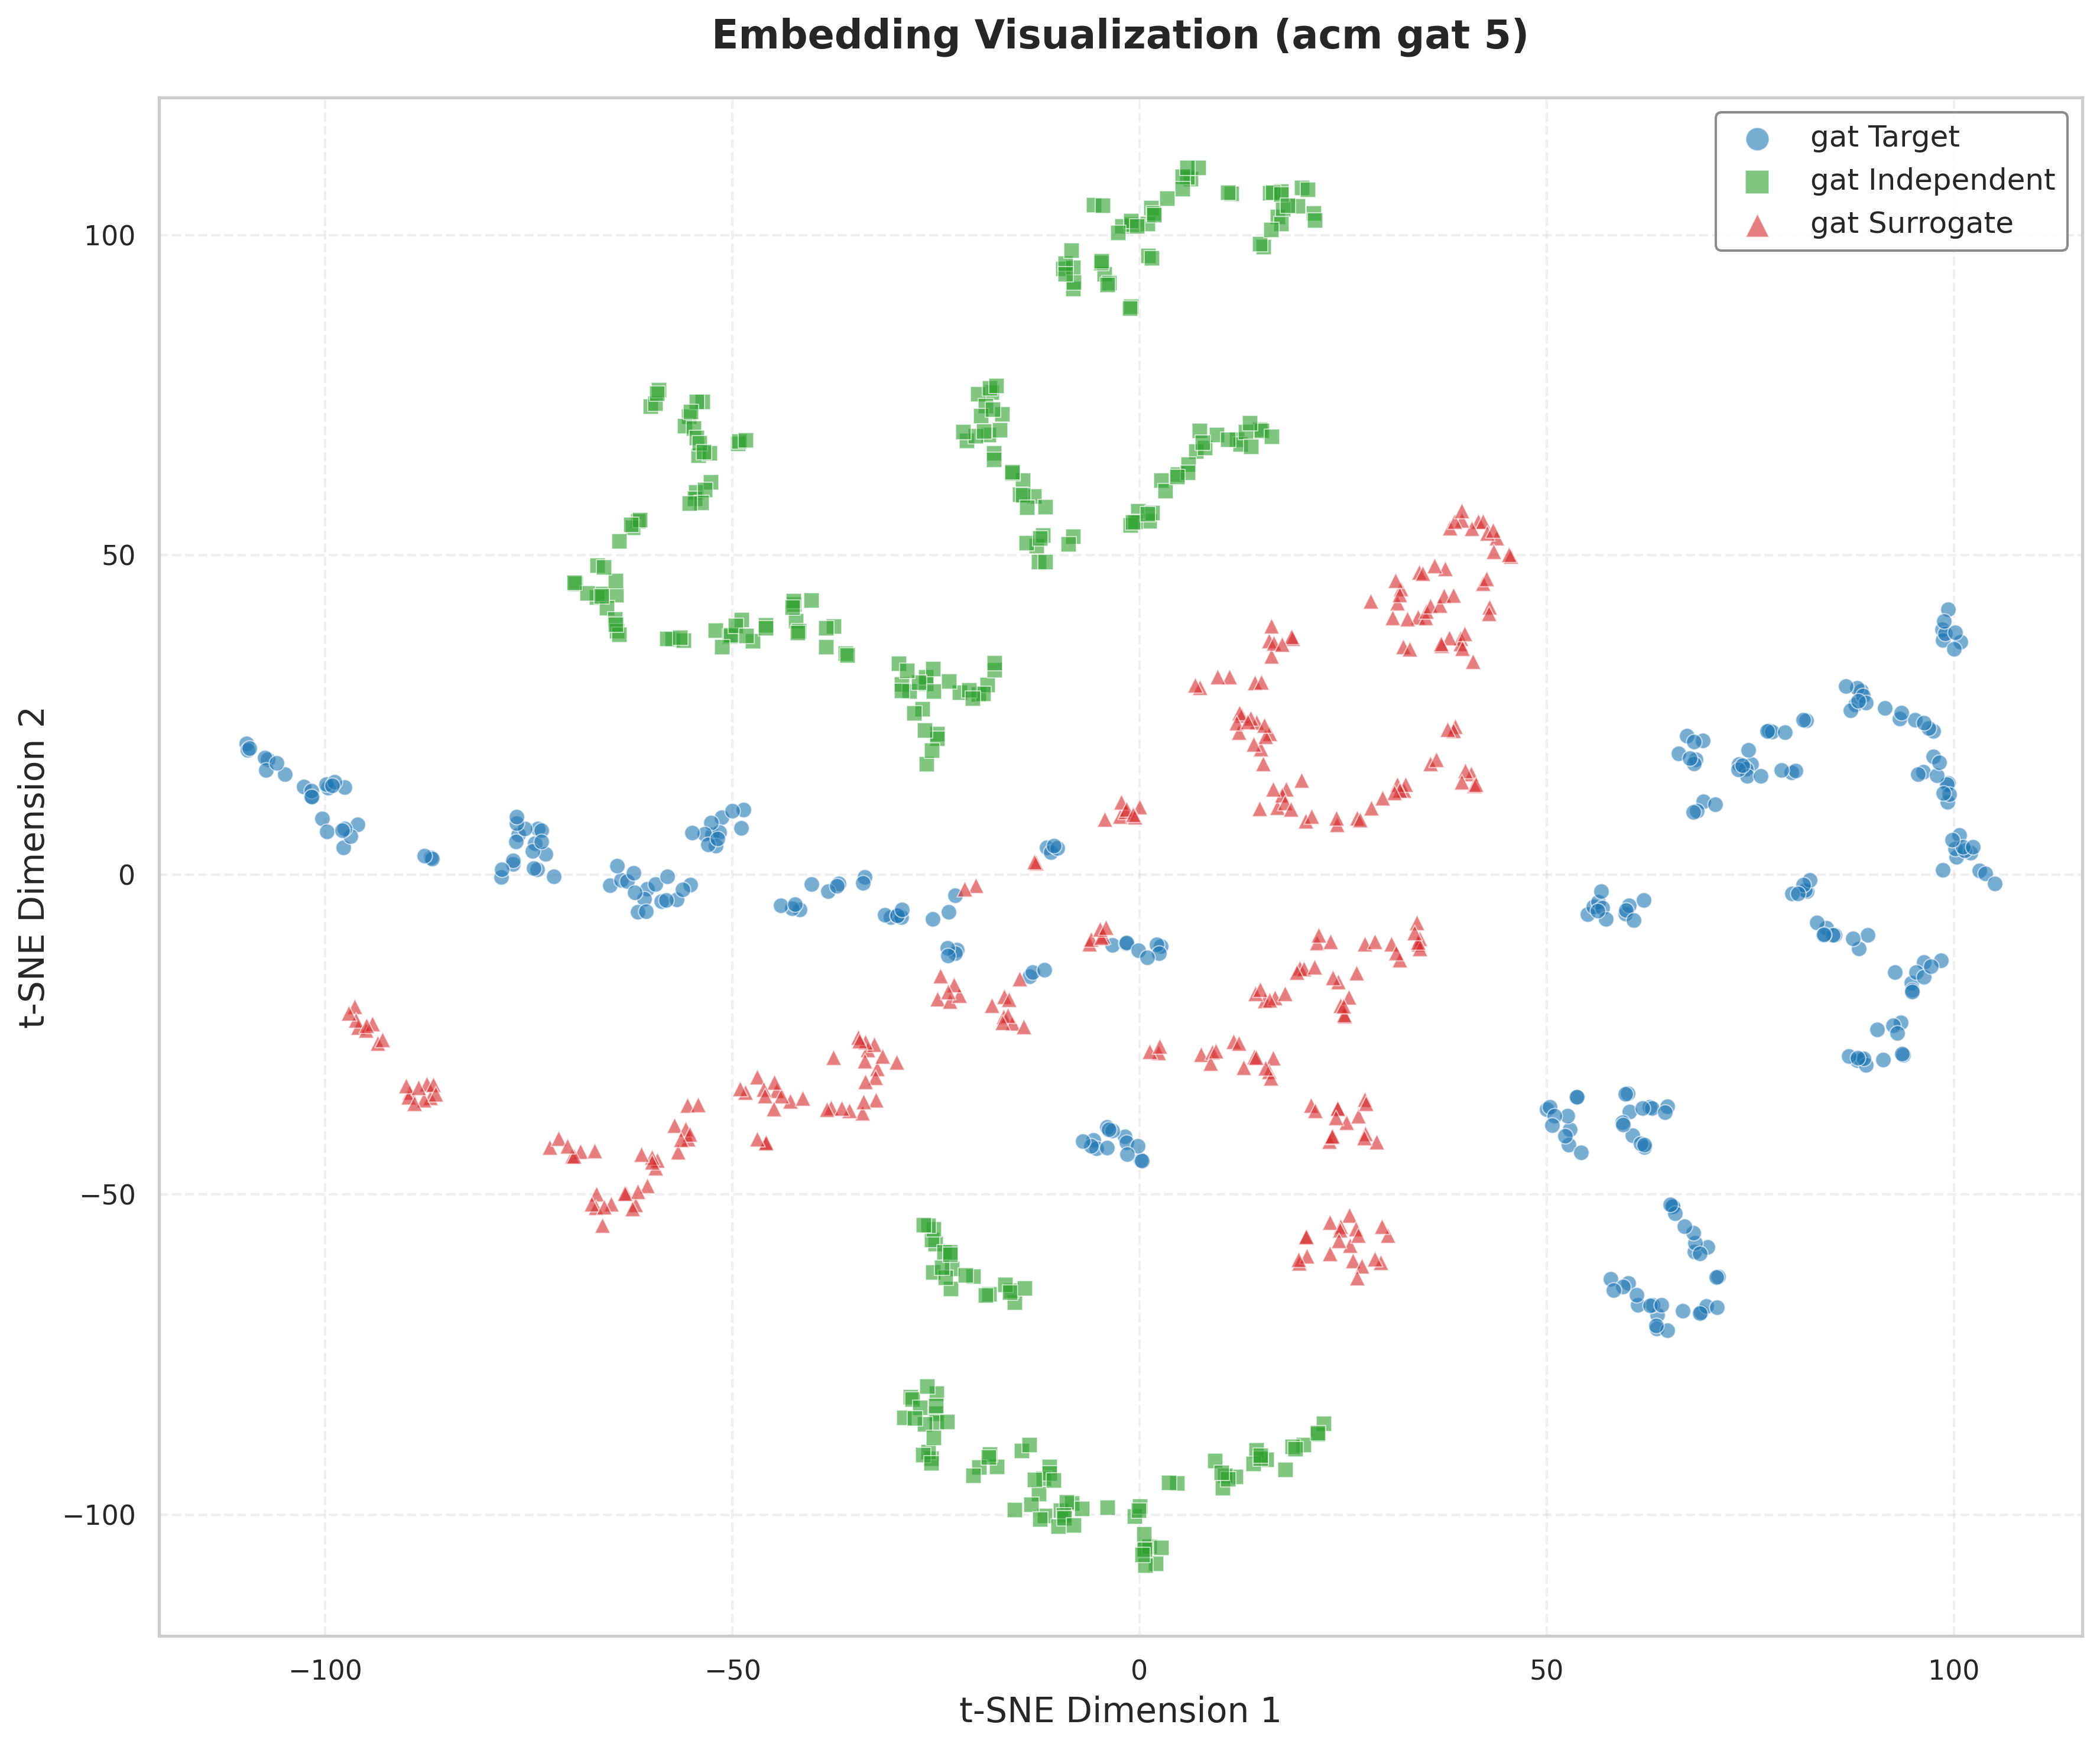 Embedding Visualization (acm gat 5)
gat Target
gat Independent
gat Surrogate
100
50
0
−50
−100
t-SNE Dimension 2
−100
−50
0
50
100
t-SNE Dimension 1